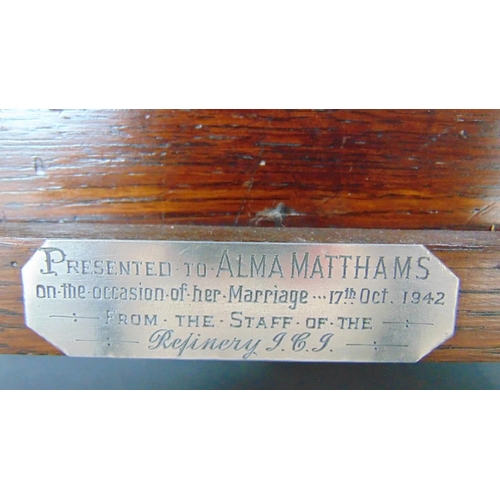 PRESENTED · TO · ALMA MATTHAMS
on·the·occasion·of·her·Marriage ··· 17th Oct. 1942
FROM · THE · STAFF · OF · THE
Refinery I.C.I.